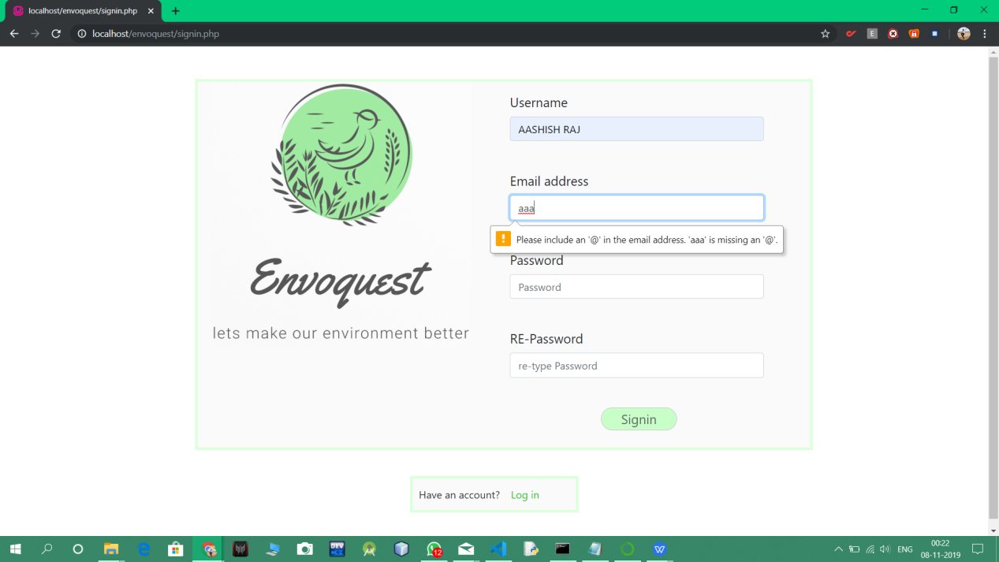 localhost/envoquest/signin.php
localhost/envoquest/signin.php
E
Username
AASHISH RAJ
Email address
aaa
! Please include an '@' in the email address. 'aaa' is missing an '@'.
Password
Password
RE-Password
re-type Password
Signin
Envoquest
lets make our environment better
Have an account? Log in
DEV
12
W
ENG
00:22
08-11-2019